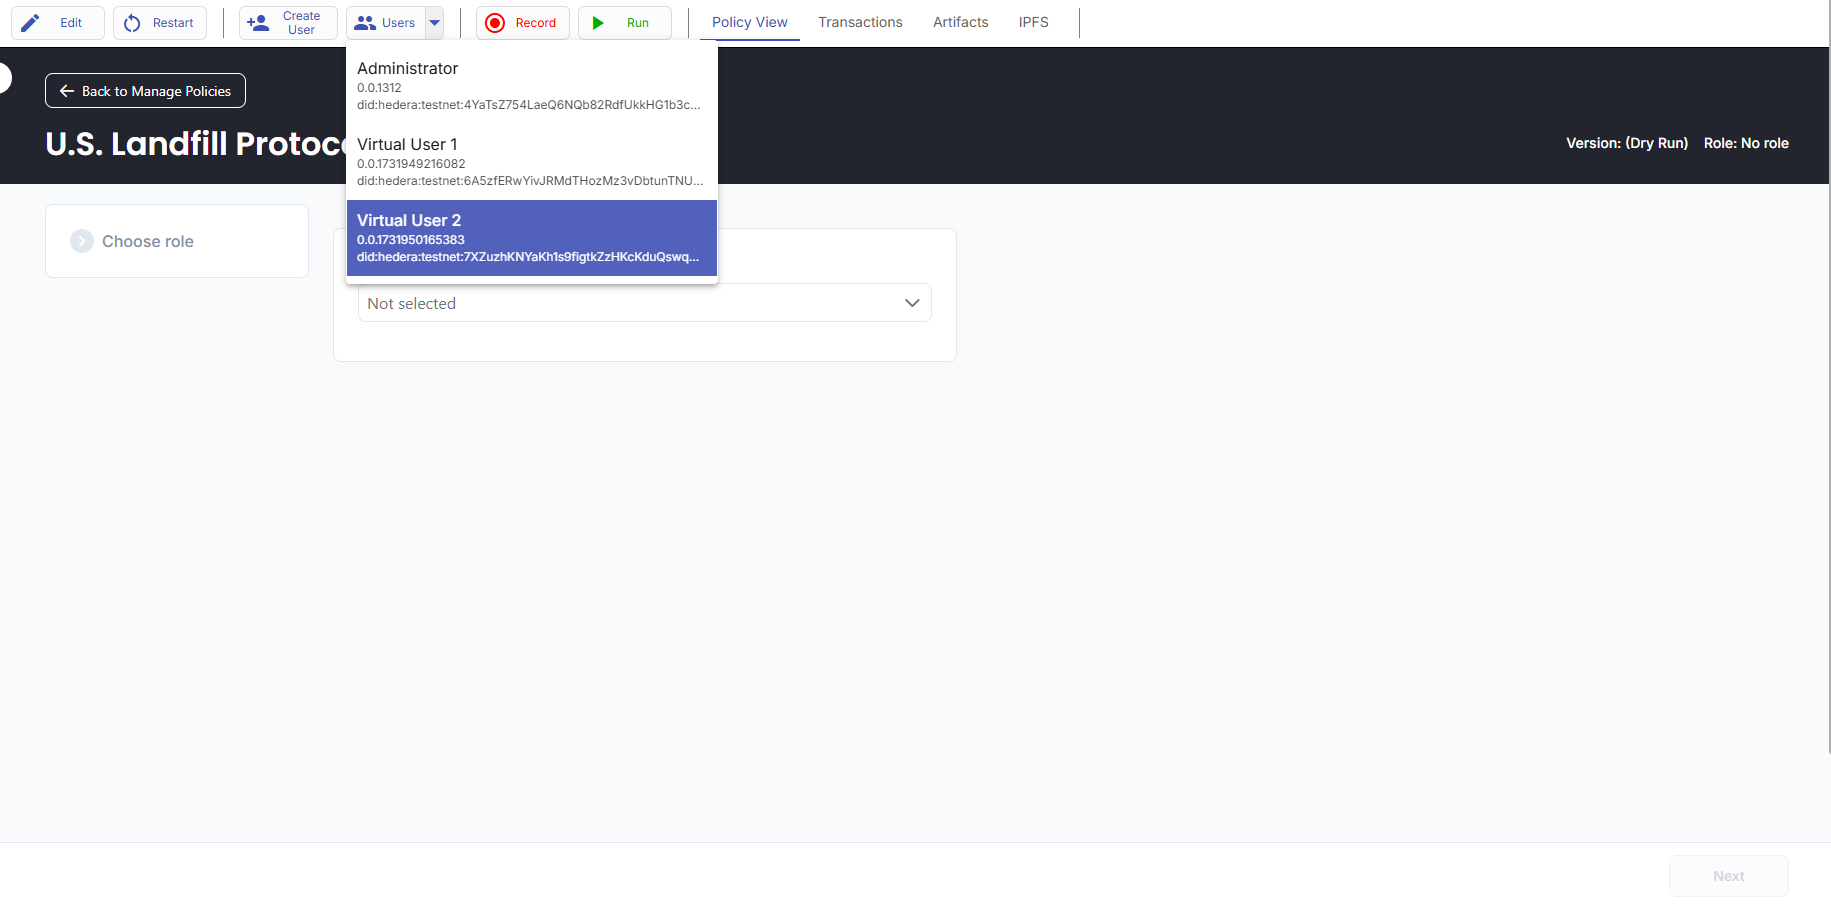 Edit
Restart
Create
User
Users
Record
Run
Policy View
Transactions
Artifacts
IPFS
Administrator
0.0.1312
did:hedera:testnet:4YaTsZ754LaeQ6NQb82RdfUkkHG1b3c...
Virtual User 1
0.0.1731949216082
did:hedera:testnet:6A5zfERwYivJRMdTHozMz3vDbtunTNU...
Virtual User 2
0.0.1731950165383
did:hedera:testnet:7XZuzhKNYaKh1s9figtkZzHKcKduQswq...
Back to Manage Policies
U.S. Landfill Protoc
Version: (Dry Run)
Role: No role
Choose role
Not selected
Next